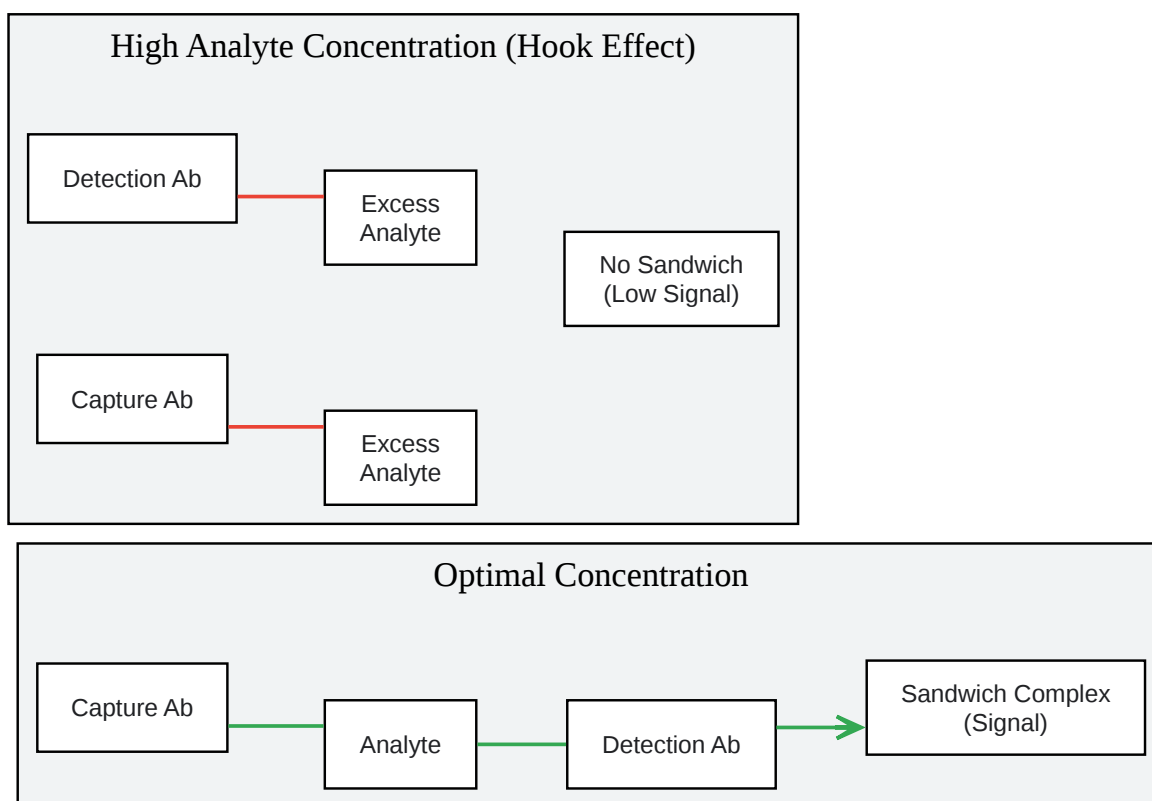 High Analyte Concentration (Hook Effect)
Detection Ab
Excess
Analyte
No Sandwich
(Low Signal)
Capture Ab
Excess
Analyte
Optimal Concentration
Capture Ab
Analyte
Detection Ab
Sandwich Complex
(Signal)